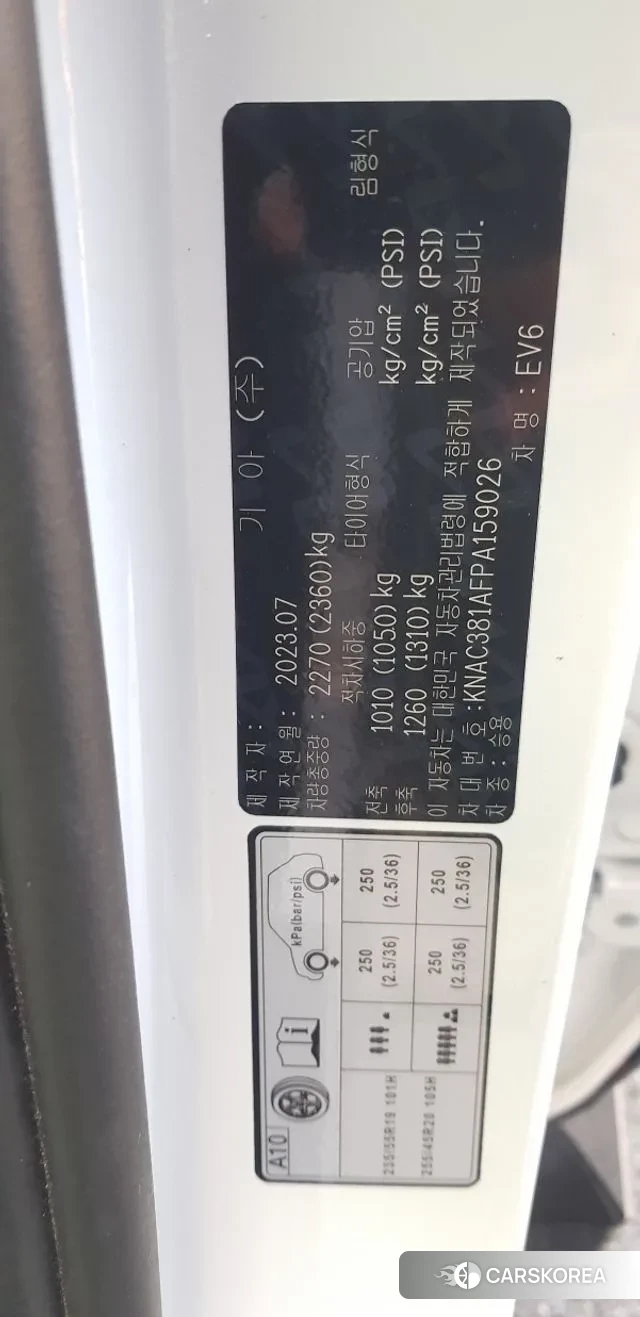 제 작 자 : 기 아 (주)
제 작 연 월 : 2023.07
차량총중량 : 2270 (2360)kg
적차시하중 타이어형식 공기압 림형식
전축 1010 (1050) kg kg/cm² (PSI)
후축 1260 (1310) kg kg/cm² (PSI)
이 자동차는 대한민국 자동차관리법령에 적합하게 제작되었습니다.
차 대 번 호 :KNAC381AFPA159026
차 종 : 승용 차 명 : EV6
A10 i kPa(bar/psi)
235/55R19 101H 250 250
(2.5/36) (2.5/36)
255/45R20 105H 250 250
(2.5/36) (2.5/36)
CARSKOREA